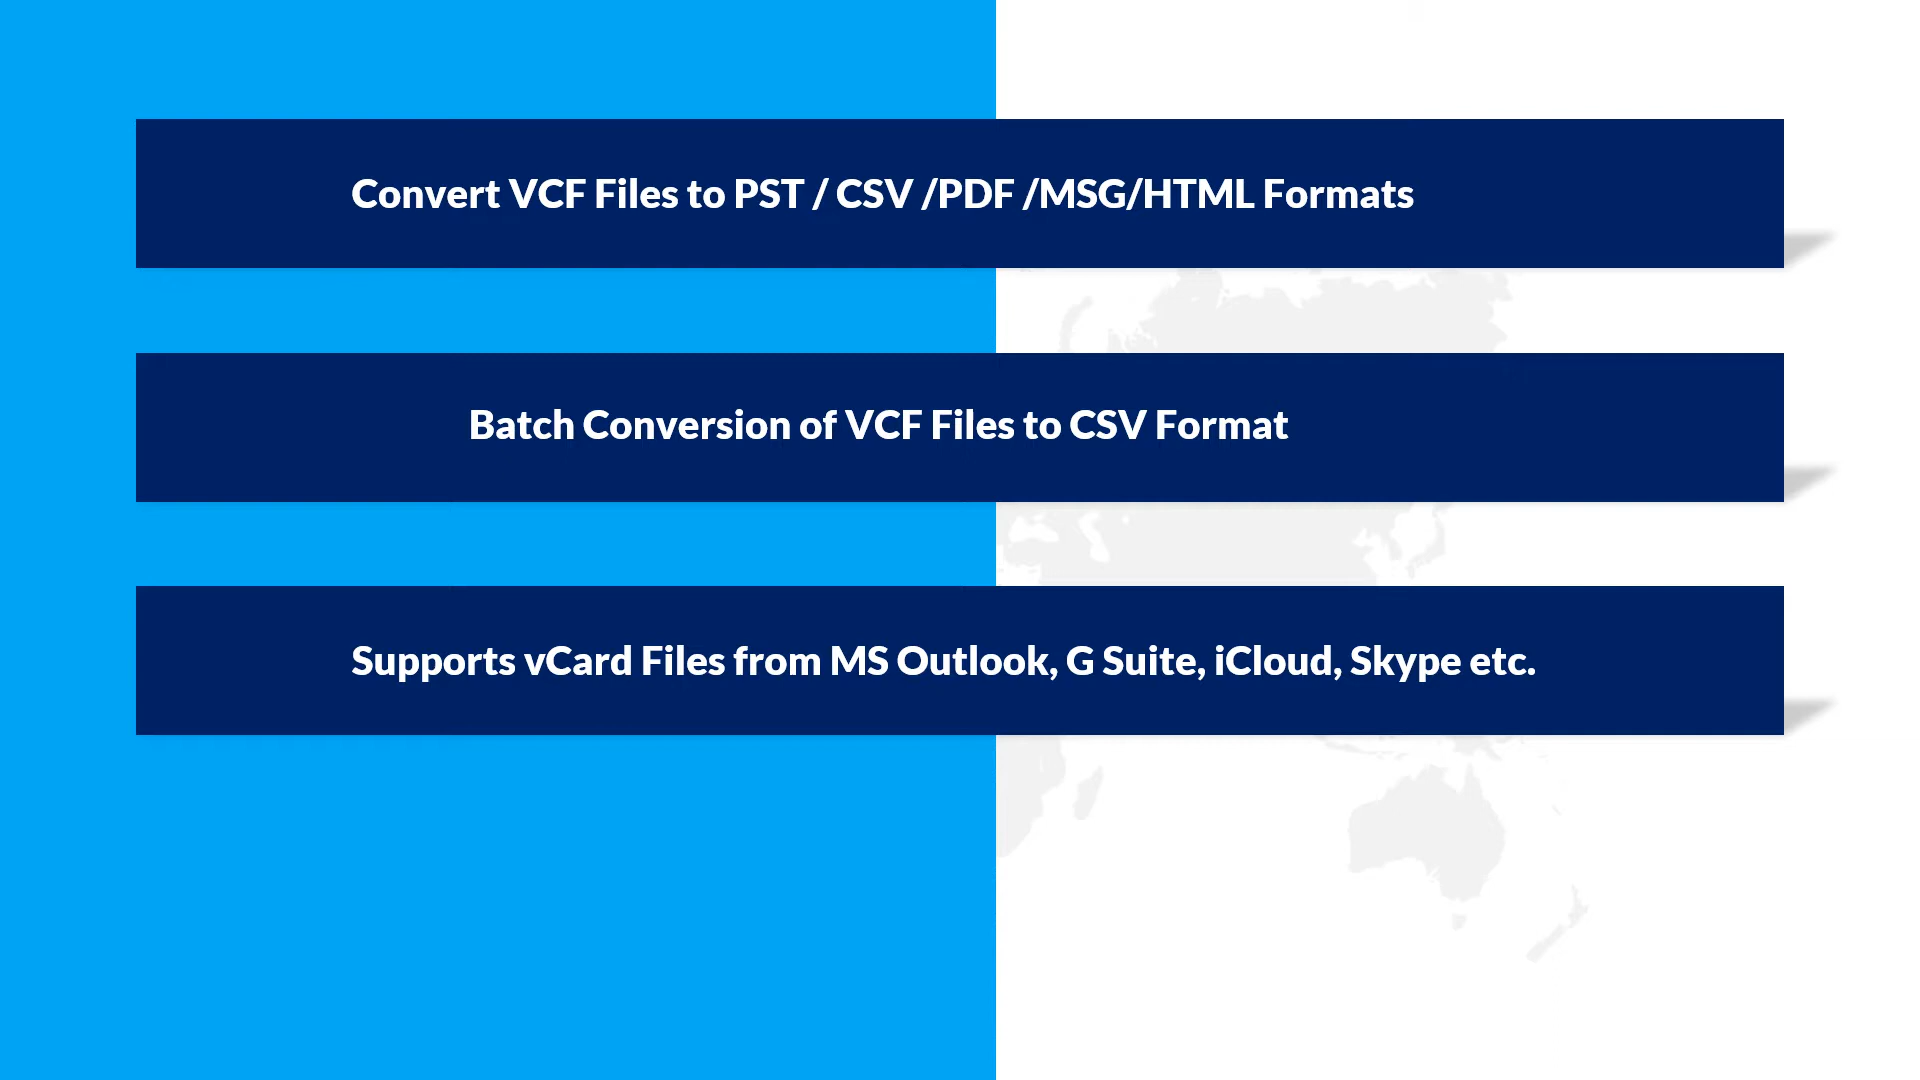 Convert VCF Files to PST / CSV /PDF /MSG/HTML Formats
Batch Conversion of VCF Files to CSV Format
Supports vCard Files from MS Outlook, G Suite, iCloud, Skype etc.